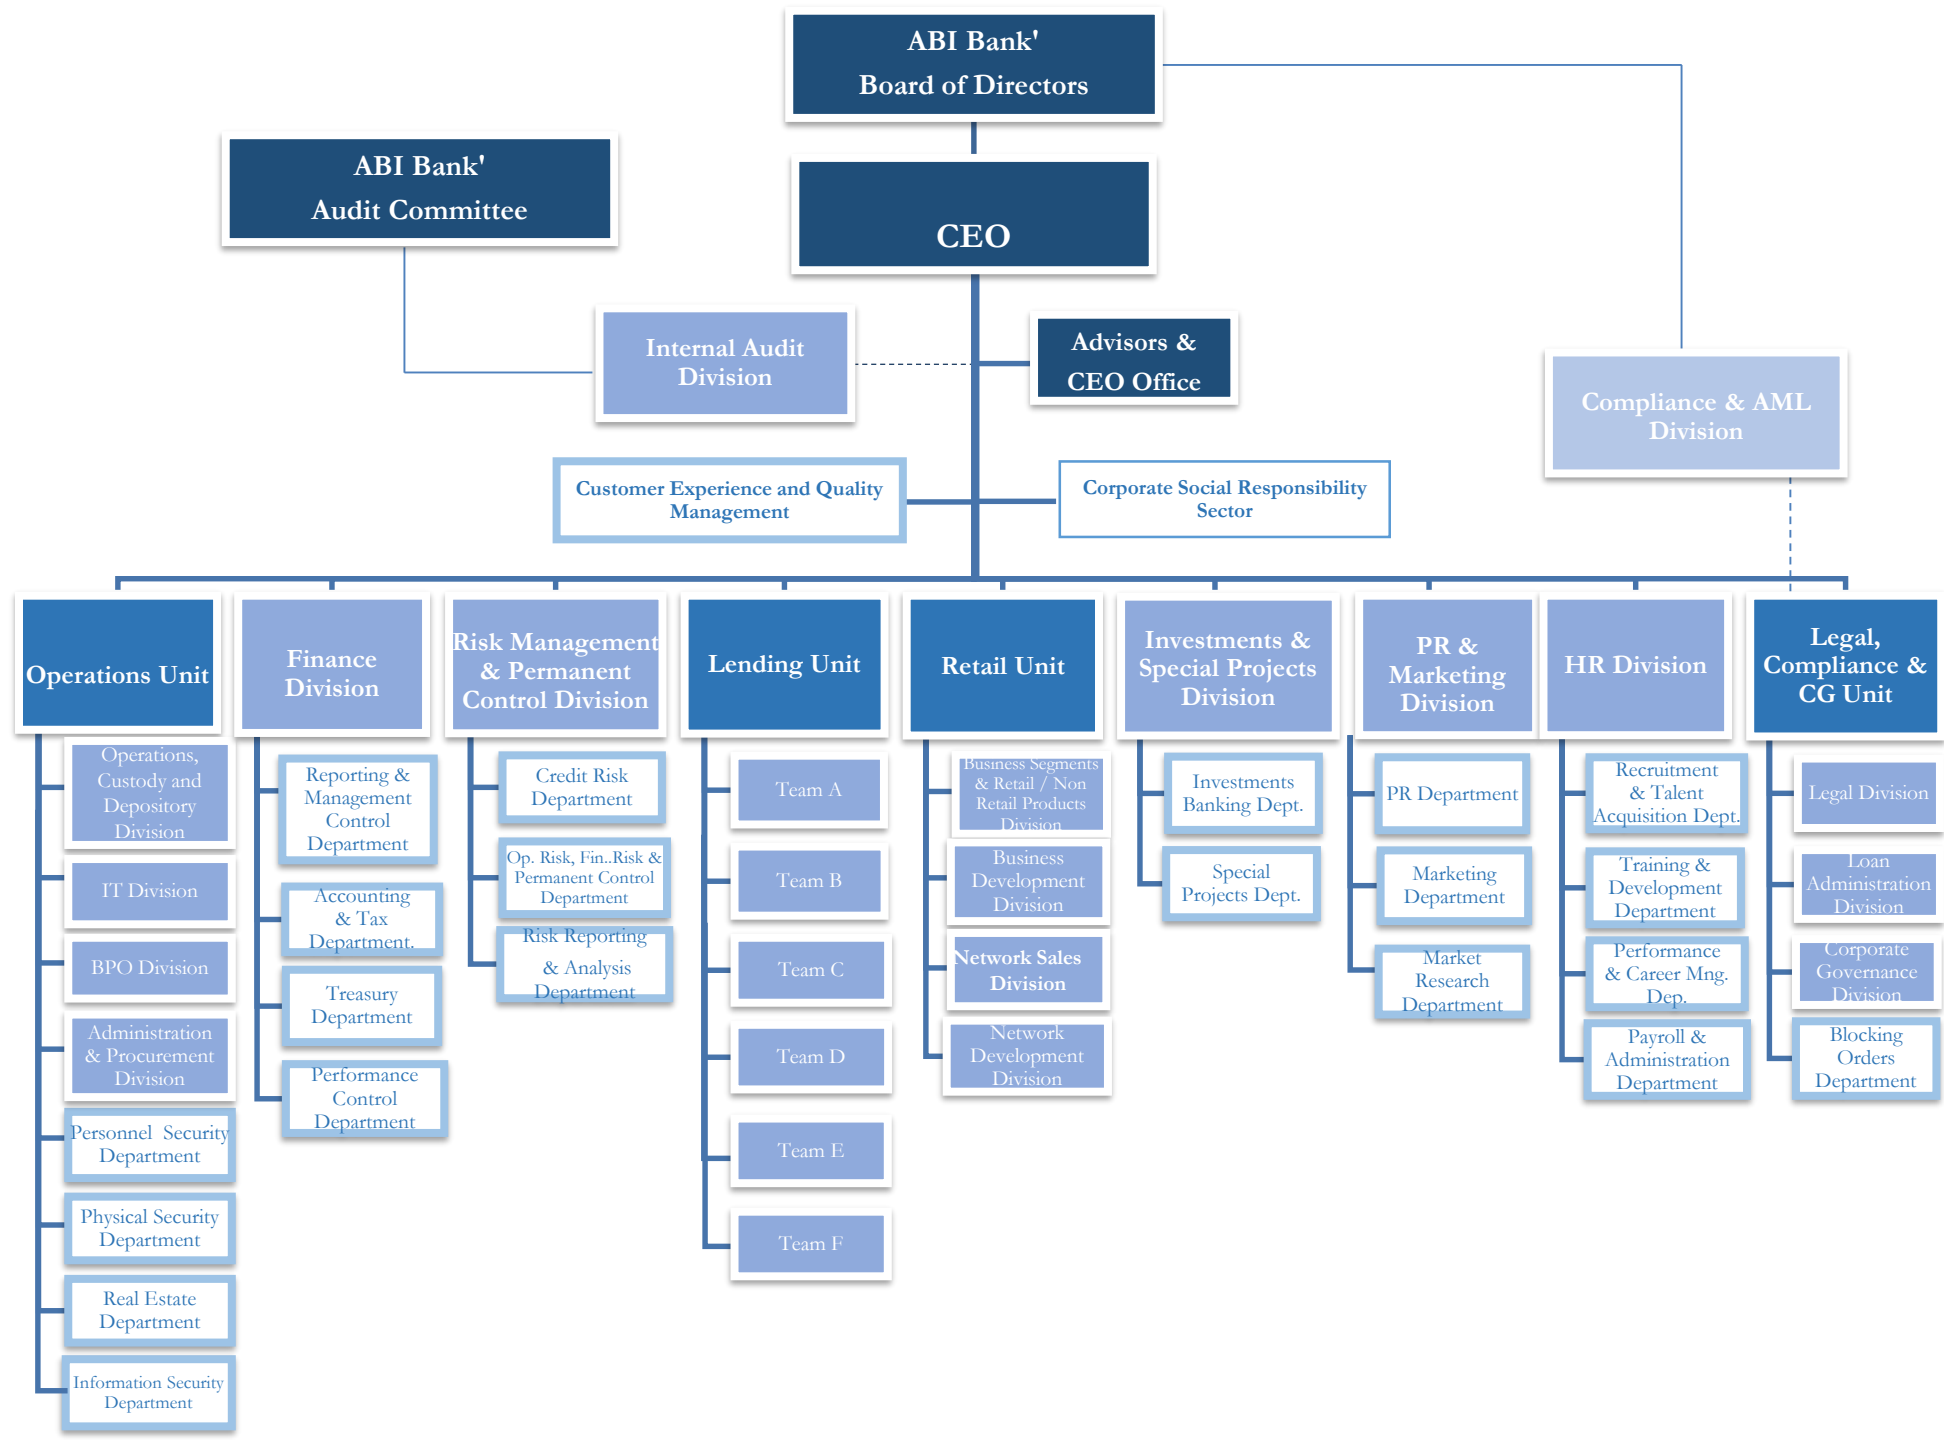 ABI Bank'
Board of Directors
ABI Bank'
Audit Committee
CEO
Internal Audit
Division
Advisors &
CEO Office
Compliance & AML
Division
Customer Experience and Quality
Management
Corporate Social Responsibility
Sector
Operations Unit
Finance
Division
Risk Management
& Permanent
Control Division
Lending Unit
Retail Unit
Investments &
Special Projects
Division
PR &
Marketing
Division
HR Division
Legal,
Compliance &
CG Unit
Operations,
Custody and
Depository
Division
IT Division
BPO Division
Administration
& Procurement
Division
Personnel  Security
Department
Physical Security
Department
Real Estate
Department
Information Security
Department
Reporting &
Management
Control
Department
Accounting
& Tax
Department.
Treasury
Department
Performance
Control
Department
Credit Risk
Department
Op. Risk, Fin..Risk &
Permanent Control
Department
Risk Reporting
& Analysis
Department
Team A
Team B
Team C
Team D
Team E
Team F
Business Segments
& Retail / Non
Retail Products
Division
Business
Development
Division
Network Sales
Division
Network
Development
Division
Investments
Banking Dept.
Special
Projects Dept.
PR Department
Marketing
Department
Market
Research
Department
Recruitment
& Talent
Acquisition Dept.
Training &
Development
Department
Performance
& Career Mng.
Dep.
Payroll &
Administration
Department
Legal Division
Loan
Administration
Division
Corporate
Governance
Division
Blocking
Orders
Department